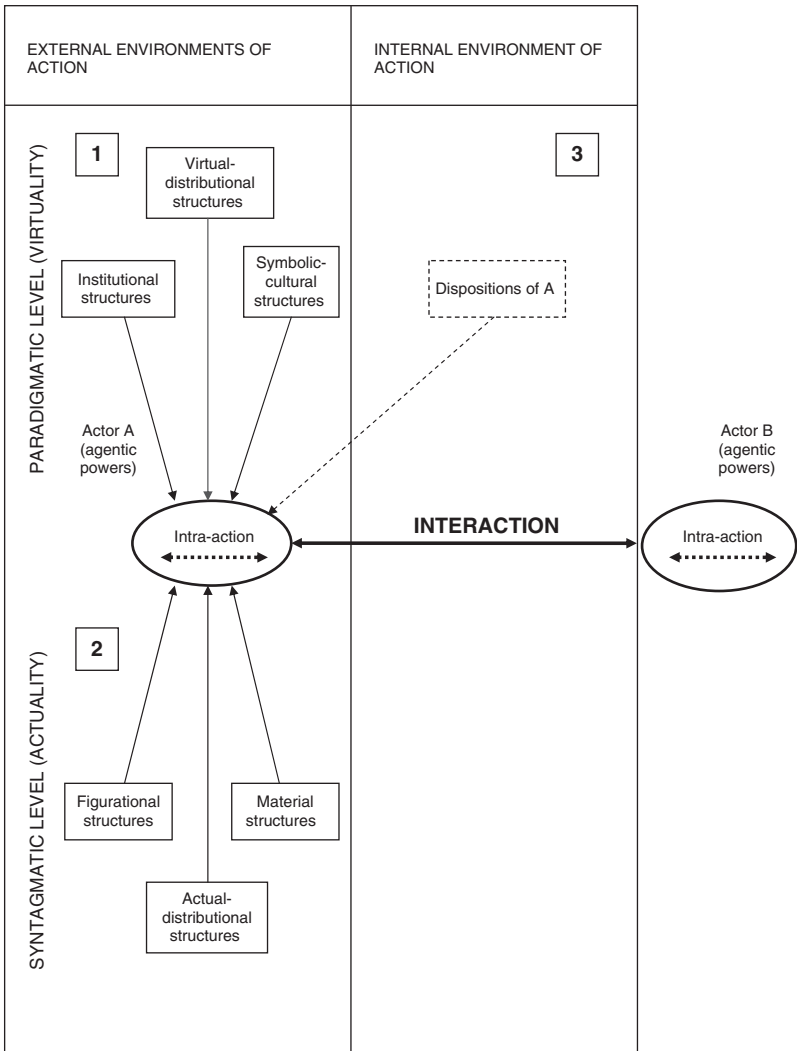 EXTERNAL ENVIRONMENTS OF
ACTION
INTERNAL ENVIRONMENT OF
ACTION
PARADIGMATIC LEVEL (VIRTUALITY)
1
3
Virtual-
distributional
structures
Institutional
structures
Symbolic-
cultural
structures
Dispositions of A
Actor A
(agentic
powers)
Actor B
(agentic
powers)
Intra-action
INTERACTION
Intra-action
SYNTAGMATIC LEVEL (ACTUALITY)
2
Figurational
structures
Material
structures
Actual-
distributional
structures